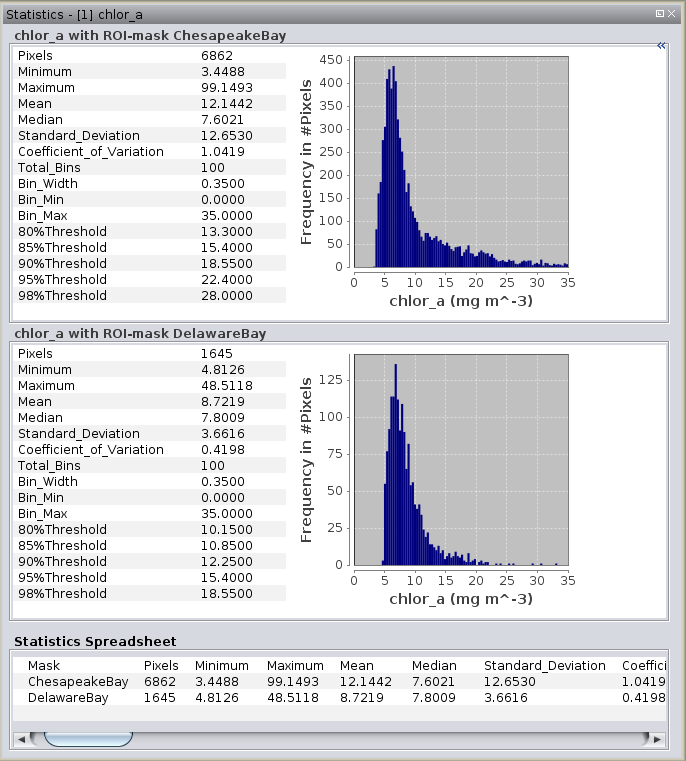 Statistics - [1] chlor_a
chlor_a with ROI-mask ChesapeakeBay
Pixels 6862
Minimum 3.4488
Maximum 99.1493
Mean 12.1442
Median 7.6021
Standard_Deviation 12.6530
Coefficient_of_Variation 1.0419
Total_Bins 100
Bin_Width 0.3500
Bin_Min 0.0000
Bin_Max 35.0000
80%Threshold 13.3000
85%Threshold 15.4000
90%Threshold 18.5500
95%Threshold 22.4000
98%Threshold 28.0000
Frequency in #Pixels
450
400
350
300
250
200
150
100
50
0
0 5 10 15 20 25 30 35
chlor_a (mg m^-3)
chlor_a with ROI-mask DelawareBay
Pixels 1645
Minimum 4.8126
Maximum 48.5118
Mean 8.7219
Median 7.8009
Standard_Deviation 3.6616
Coefficient_of_Variation 0.4198
Total_Bins 100
Bin_Width 0.3500
Bin_Min 0.0000
Bin_Max 35.0000
80%Threshold 10.1500
85%Threshold 10.8500
90%Threshold 12.2500
95%Threshold 15.4000
98%Threshold 18.5500
Frequency in #Pixels
125
100
75
50
25
0
0 5 10 15 20 25 30 35
chlor_a (mg m^-3)
Statistics Spreadsheet
Mask Pixels Minimum Maximum Mean Median Standard_Deviation Coeffici
ChesapeakeBay 6862 3.4488 99.1493 12.1442 7.6021 12.6530 1.0419
DelawareBay 1645 4.8126 48.5118 8.7219 7.8009 3.6616 0.4198